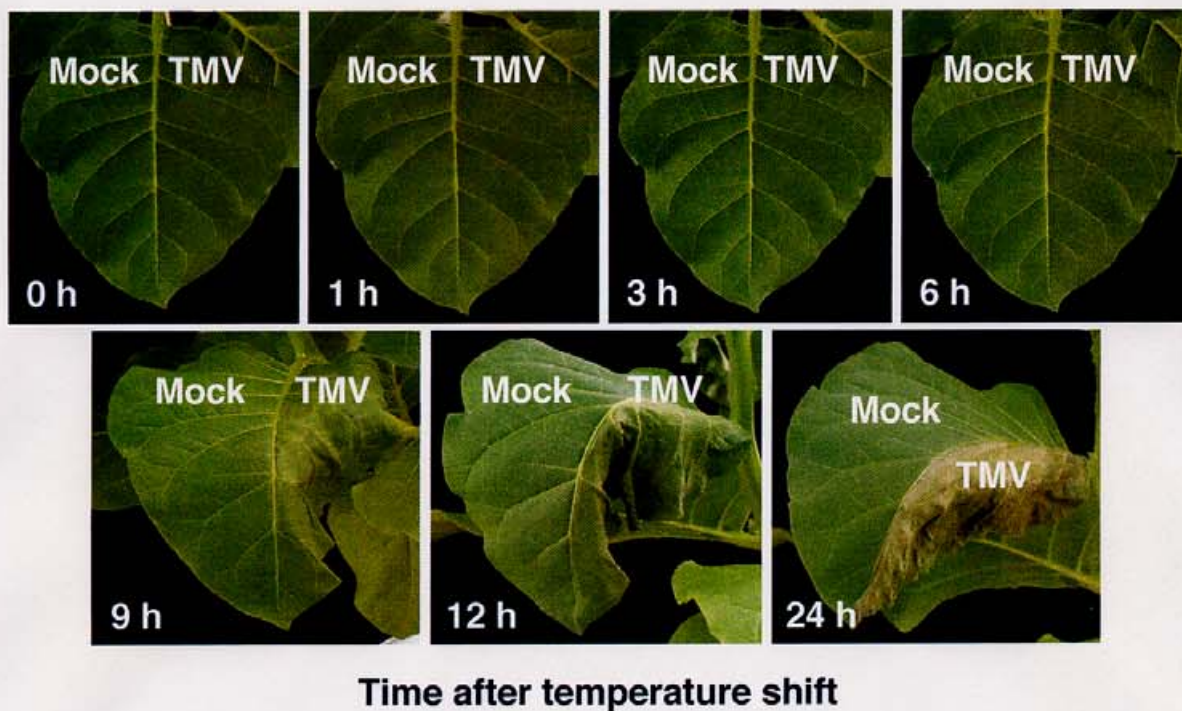 Mock TMV
0 h
Mock TMV
1 h
Mock TMV
3 h
Mock TMV
6 h
Mock TMV
9 h
Mock TMV
12 h
Mock
TMV
24 h
Time after temperature shift